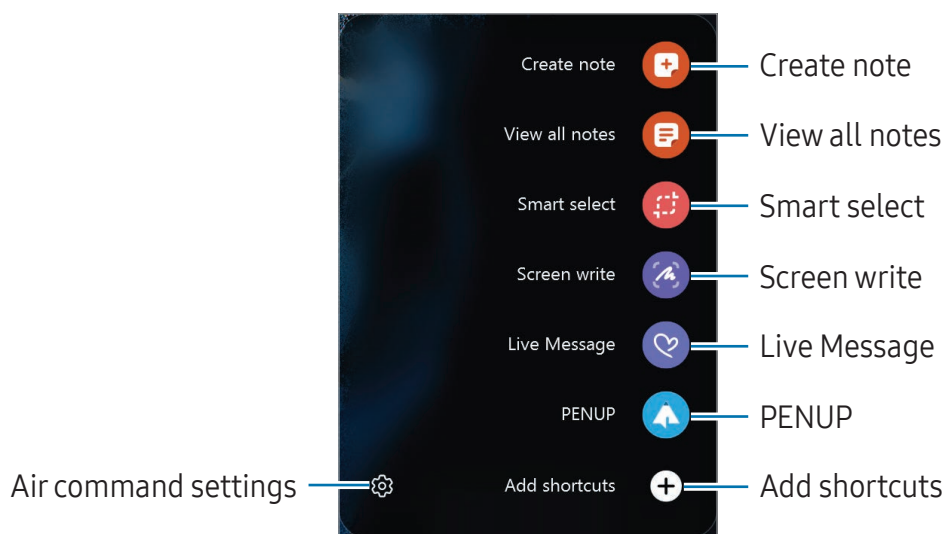 Create note Create note
View all notes View all notes
Smart select Smart select
Screen write Screen write
Live Message Live Message
PENUP PENUP
Air command settings Add shortcuts Add shortcuts